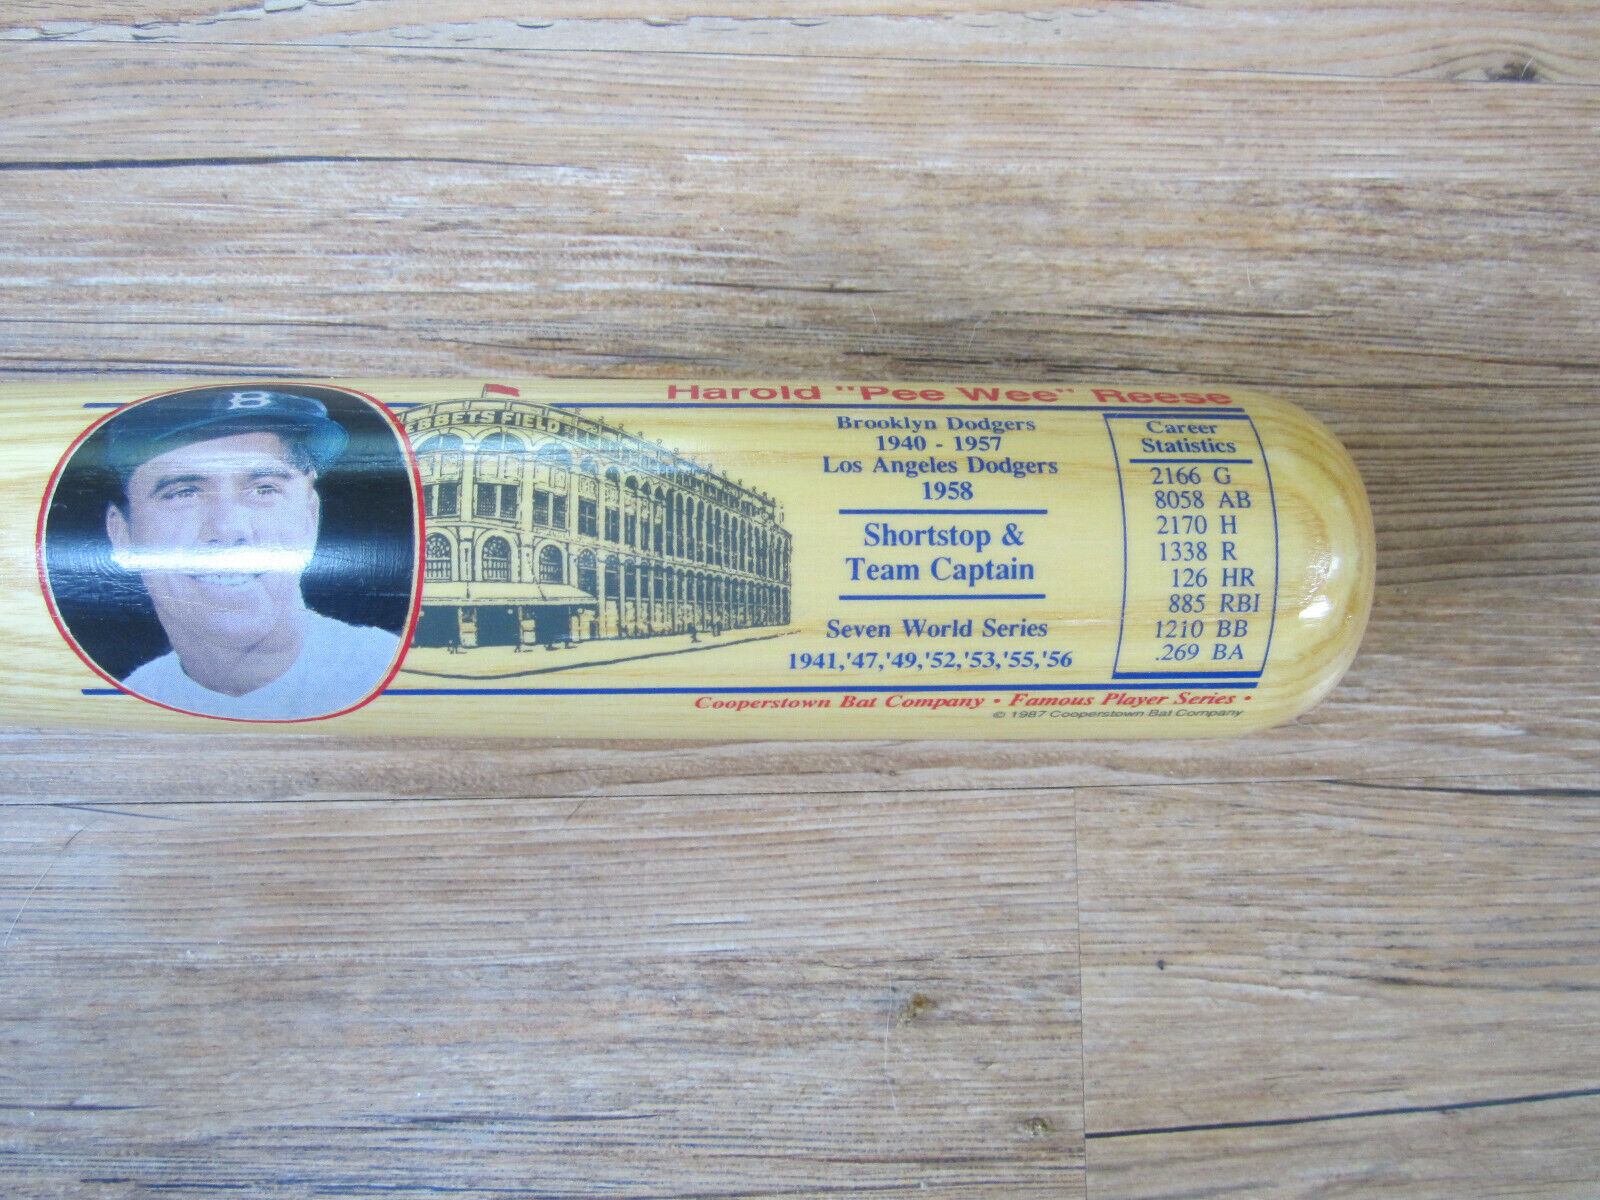 B
EBBETS FIELD
Harold "Pee Wee" Reese
Brooklyn Dodgers
1940 - 1957
Los Angeles Dodgers
1958
Shortstop &
Team Captain
Seven World Series
1941,'47,'49,'52,'53,'55,'56
Career
Statistics
2166 G
8058 AB
2170 H
1338 R
126 HR
885 RBI
1210 BB
.269 BA
Cooperstown Bat Company • Famous Player Series •
© 1987 Cooperstown Bat Company